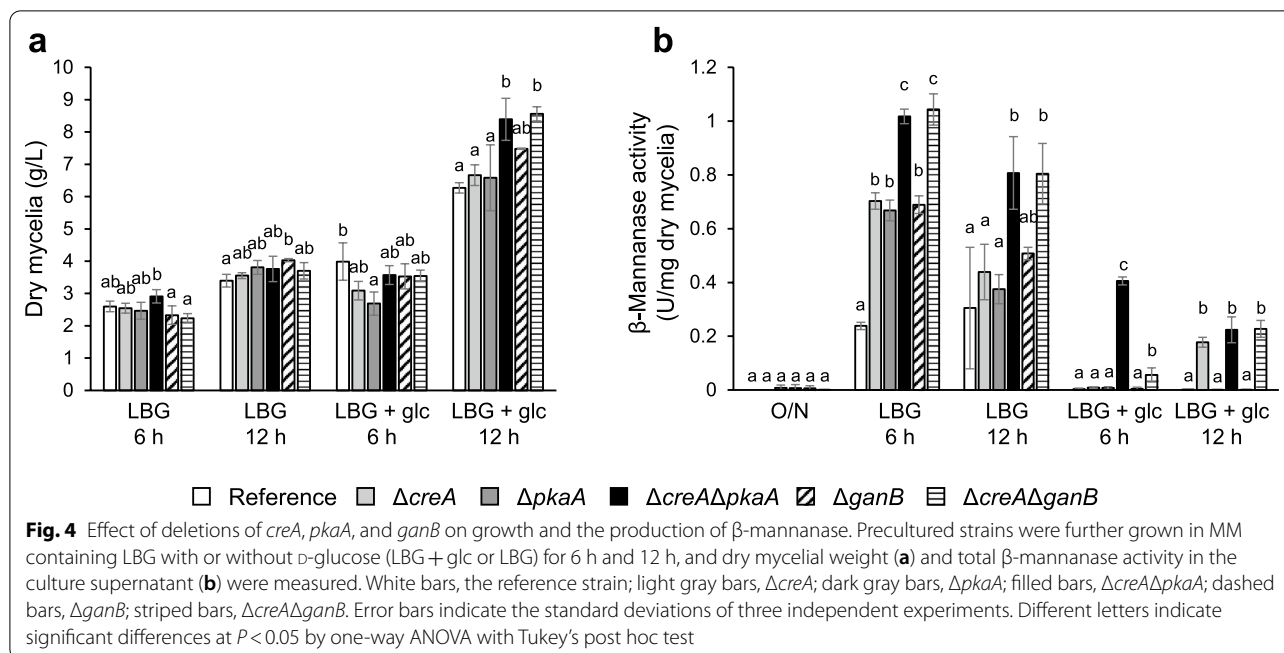 a
b
10
9
8
7
6
5
4
3
2
1
0
Dry mycelia (g/L)
ab
ab
ab
b
a
a
a
ab
ab
ab
b
ab
b
ab
a
ab
ab
ab
a
a
a
b
ab
b
LBG
6 h
LBG
12 h
LBG + glc
6 h
LBG + glc
12 h
1.2
1
0.8
0.6
0.4
0.2
0
β-Mannanase activity
(U/mg dry mycelia)
a a a a a a
a
b
b
c
b
c
a
a
a
b
ab
b
a
a
a
c
a
b
a
b
a
b
a
b
O/N
LBG
6 h
LBG
12 h
LBG + glc
6 h
LBG + glc
12 h
Reference ΔcreA ΔpkaA ΔcreAΔpkaA ΔganB ΔcreAΔganB
Fig. 4 Effect of deletions of creA, pkaA, and ganB on growth and the production of β-mannanase. Precultured strains were further grown in MM
containing LBG with or without D-glucose (LBG + glc or LBG) for 6 h and 12 h, and dry mycelial weight (a) and total β-mannanase activity in the
culture supernatant (b) were measured. White bars, the reference strain; light gray bars, ΔcreA; dark gray bars, ΔpkaA; filled bars, ΔcreAΔpkaA; dashed
bars, ΔganB; striped bars, ΔcreAΔganB. Error bars indicate the standard deviations of three independent experiments. Different letters indicate
significant differences at P < 0.05 by one-way ANOVA with Tukey's post hoc test